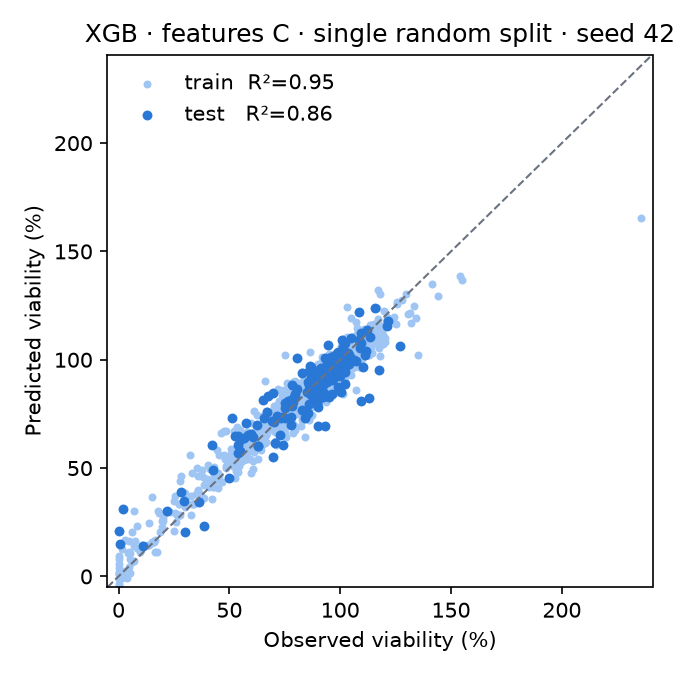 XGB · features C · single random split · seed 42
train R²=0.95
test R²=0.86
200
150
100
50
0
Predicted viability (%)
0 50 100 150 200
Observed viability (%)